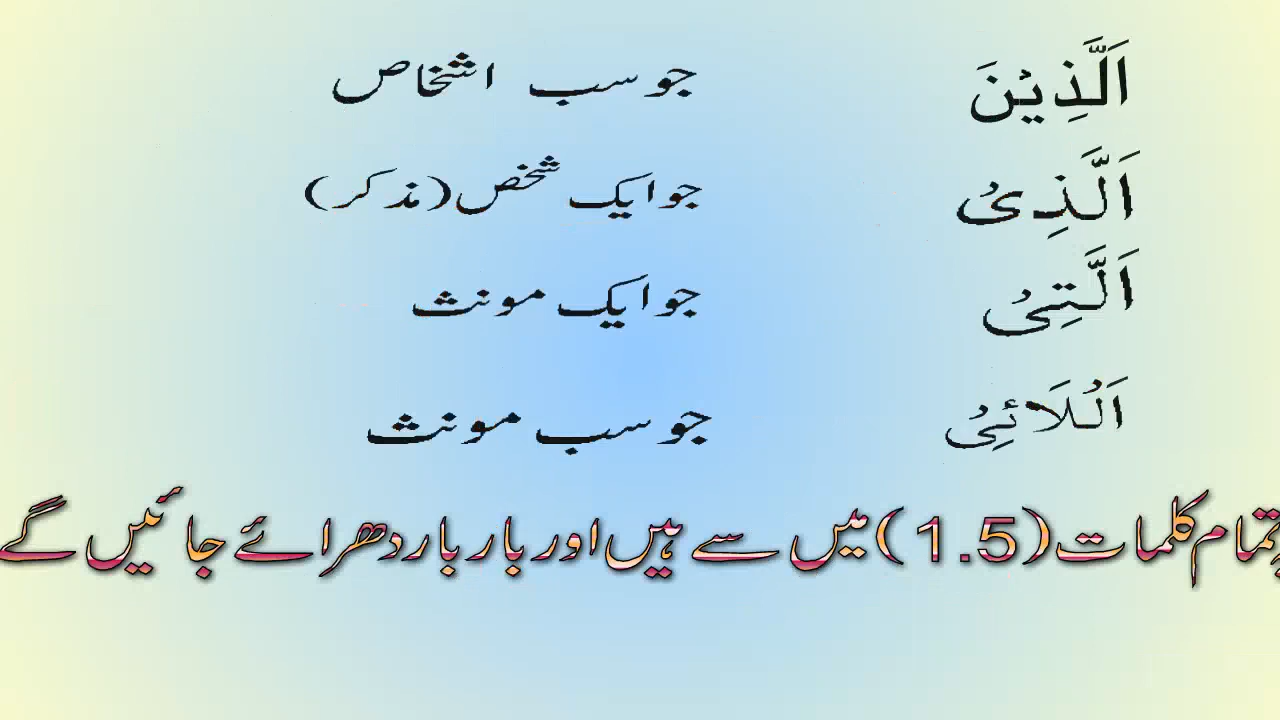 اَلَّذِيْنَ جو سب اشخاص
اَلَّذِىْ جو ایک شخص (مذکر)
اَلَّتِىْ جو ایک مونث
اَلْلَائِىْ جو سب مونث
تمام کلمات (1.5) میں سے ہیں اور بار بار دھرائے جائیں گے